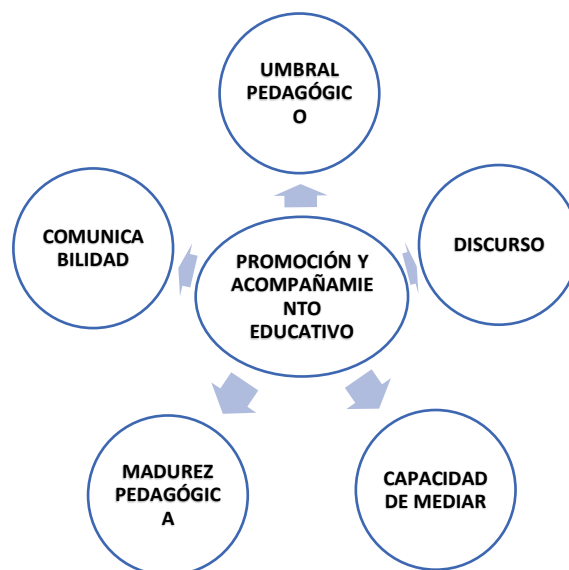 UMBRAL
PEDAGÓGIC
O
COMUNICA
BILIDAD
DISCURSO
PROMOCIÓN Y
ACOMPAÑAMIE
NTO
EDUCATIVO
MADUREZ
PEDAGÓGIC
A
CAPACIDAD
DE MEDIAR